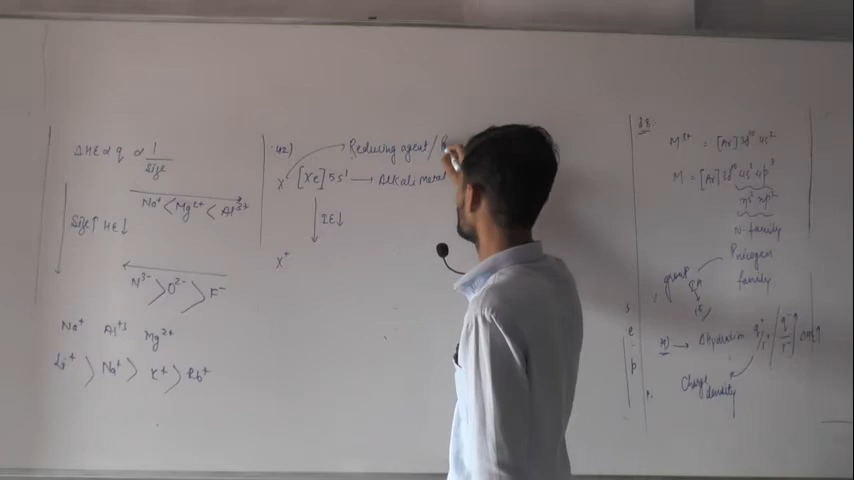 ΔHE ∝ q ∝ 1/Size
Na⁺ < Mg²⁺ < Al³⁺
Size↑ HE↓
N³⁻ > O²⁻ > F⁻
Na⁺ Al⁺³ Mg²⁺
Li⁺ > Na⁺ > K⁺ > Rb⁺
42)
Reducing agent/
X [Xe] 5s¹ → Alkali metal
IE↓
X⁺
38.
= [Ar] 3d¹⁰ 4s²
M = [Ar] 3d¹⁰ 4s² 4p³
ns² np³
N-family
Pnicogen
family
group
15
→ ΔHydration q⁺/r⁺ / q⁻/r⁻ ↑
Charge
density